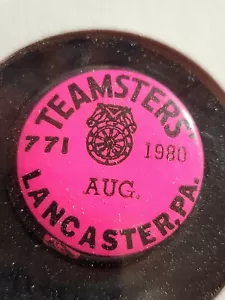 TEAMSTERS
771 1980
AUG.
LANCASTER, PA.